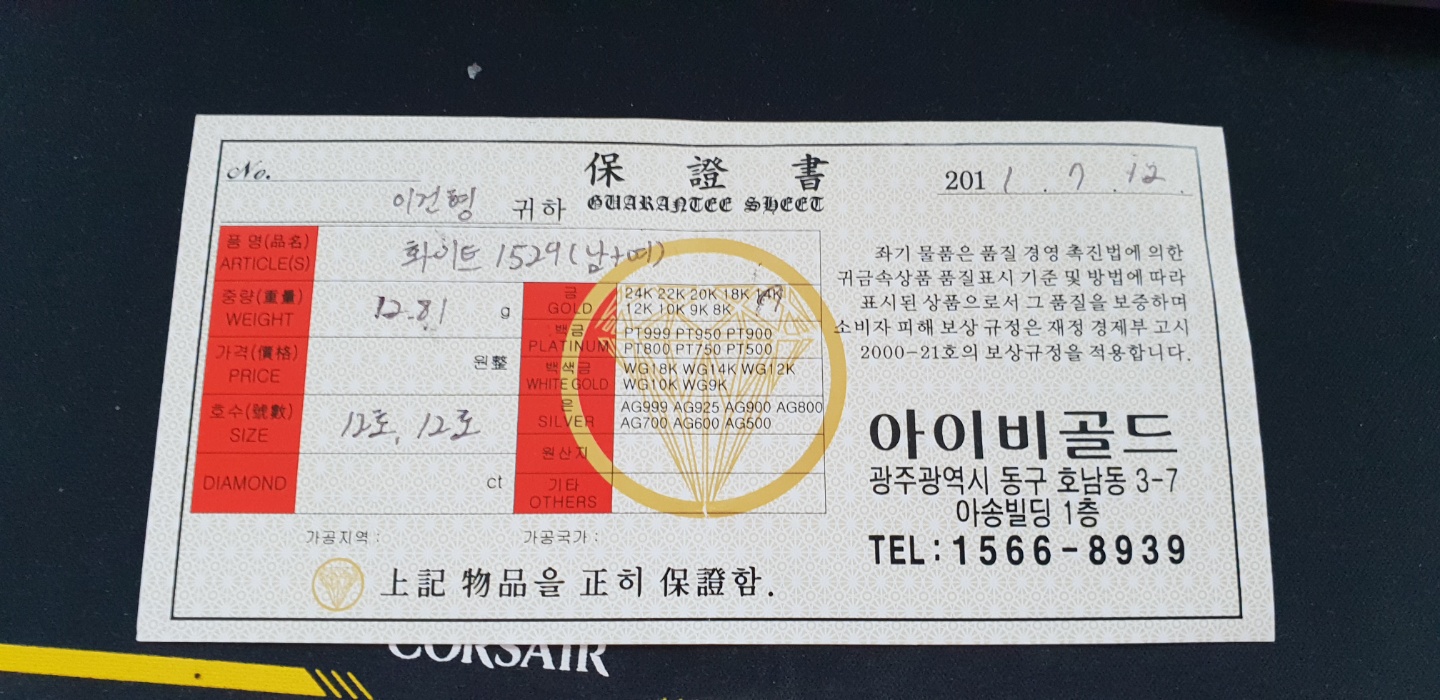 No.
保 證 書
GUARANTEE SHEET
2011 . 7 . 12 .
이건형 귀하
품 명(品名)
ARTICLE(S)
화이트 1529 (남+여)
중량(重量)
WEIGHT
12.81 g
가격(價格)
PRICE
원整
호수(號數)
SIZE
12호, 12호
DIAMOND
ct
금
GOLD
24K 22K 20K 18K 14K
12K 10K 9K 8K
백금
PLATINUM
PT999 PT950 PT900
PT800 PT750 PT500
백색금
WHITE GOLD
WG18K WG14K WG12K
WG10K WG9K
은
SILVER
AG999 AG925 AG900 AG800
AG700 AG600 AG500
원산지
기타
OTHERS
가공지역 :
가공국가 :
上記 物品을 正히 保證함.
좌기 물품은 품질 경영 촉진법에 의한
귀금속상품 품질표시 기준 및 방법에 따라
표시된 상품으로서 그 품질을 보증하며
소비자 피해 보상 규정은 재정 경제부 고시
2000-21호의 보상규정을 적용합니다.
아이비골드
광주광역시 동구 호남동 3-7
아송빌딩 1층
TEL : 1566-8939
CORSAIR